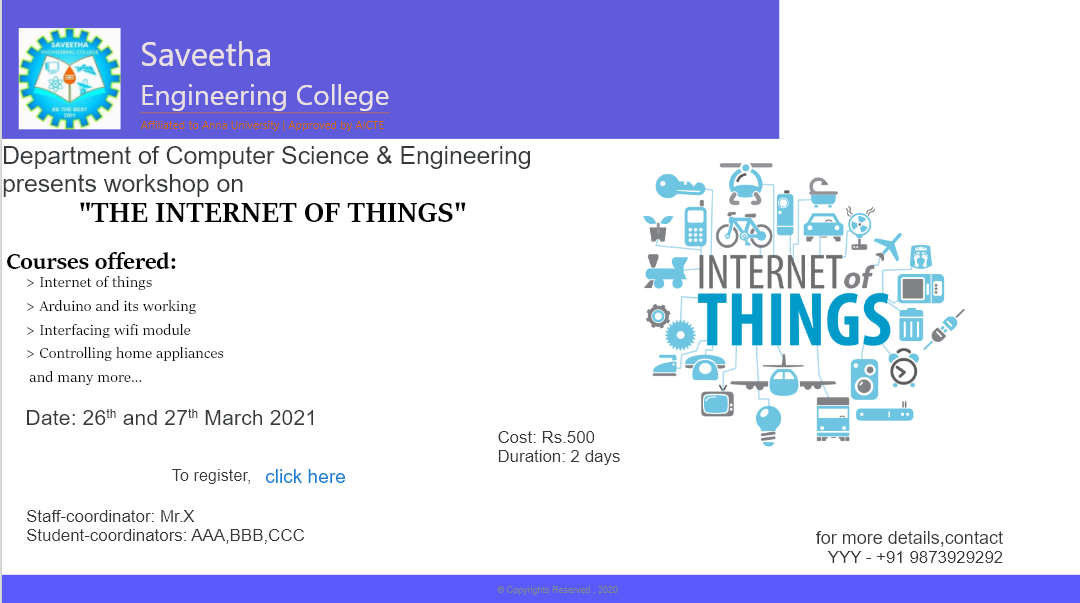 SAVEETHA
ENGINEERING COLLEGE
BE THE BEST
2001
Saveetha
Engineering College
Affiliated to Anna University | Approved by AICTE
Department of Computer Science & Engineering
presents workshop on
"THE INTERNET OF THINGS"
Courses offered:
> Internet of things
> Arduino and its working
> Interfacing wifi module
> Controlling home appliances
and many more...
Date: 26th and 27th March 2021
INTERNET of
THINGS
Cost: Rs.500
Duration: 2 days
To register, click here
Staff-coordinator: Mr.X
Student-coordinators: AAA,BBB,CCC
for more details,contact
YYY - +91 9873929292
© Copyrights Reserved . 2020